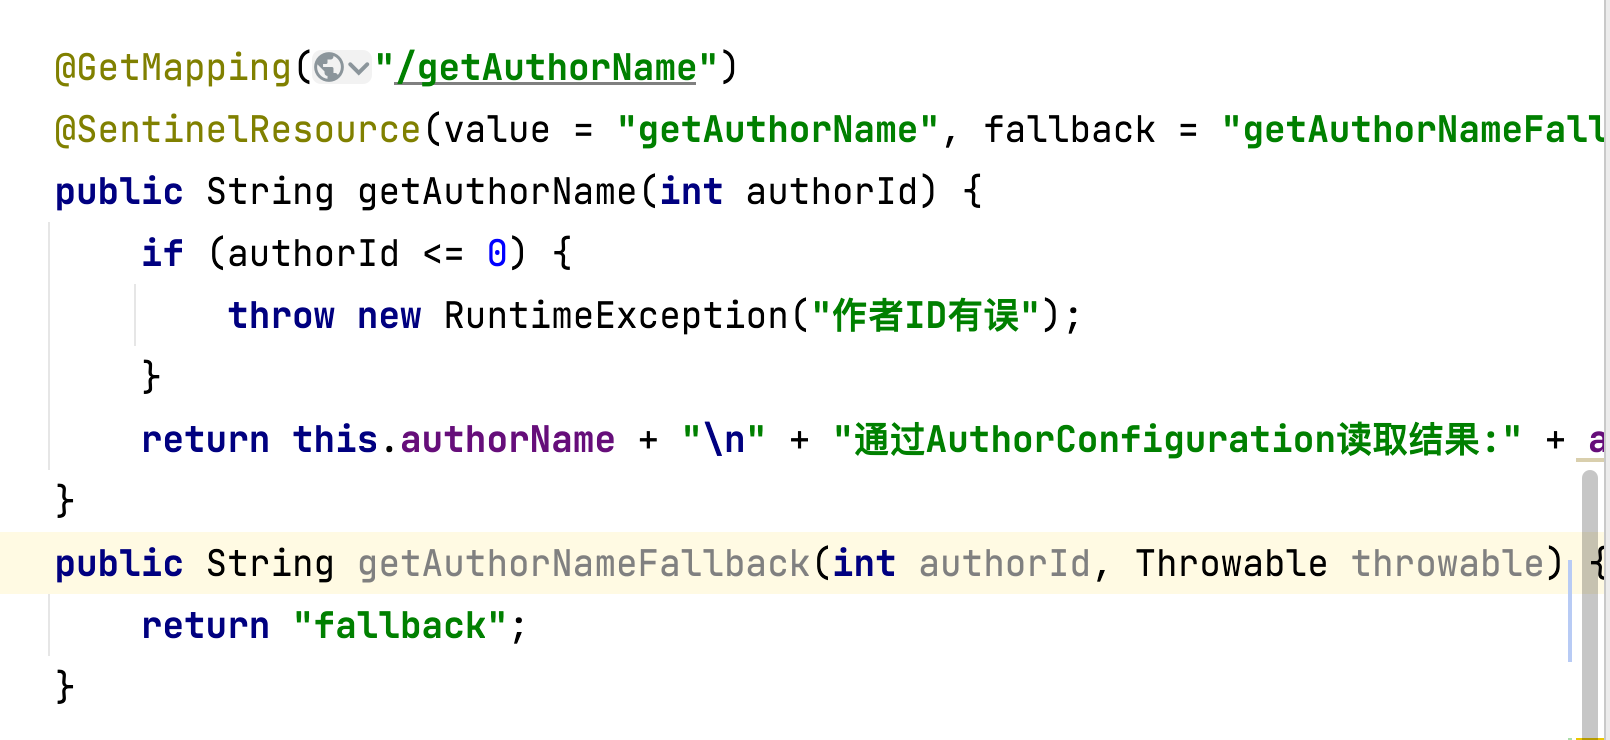 @GetMapping("/getAuthorName")
@SentinelResource(value = "getAuthorName", fallback = "getAuthorNameFall
public String getAuthorName(int authorId) {
if (authorId <= 0) {
throw new RuntimeException("作者ID有误");
}
return this.authorName + "\n" + "通过AuthorConfiguration读取结果:" + a
}
public String getAuthorNameFallback(int authorId, Throwable throwable) {
return "fallback";
}